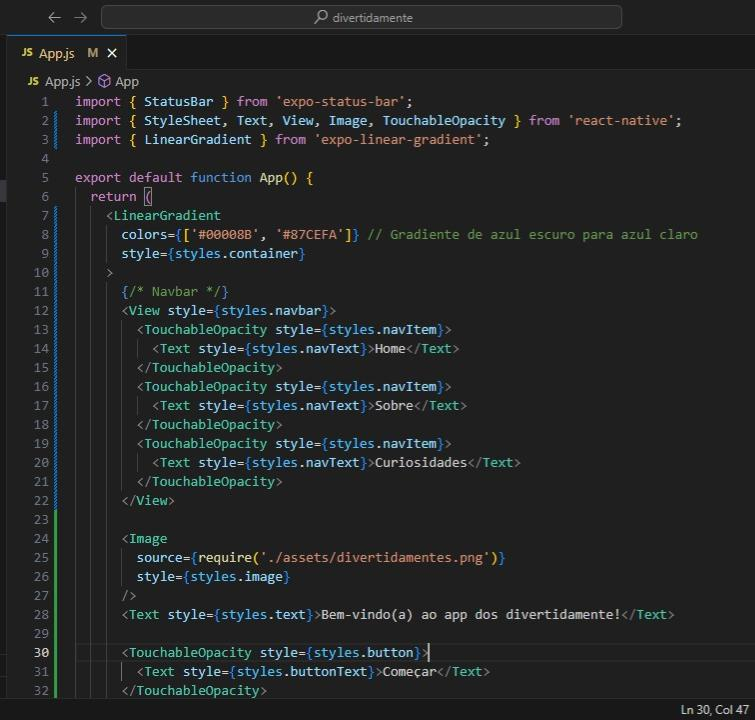 divertidamente
JS App.js M
JS App.js > App
1 import { StatusBar } from 'expo-status-bar';
2 import { StyleSheet, Text, View, Image, TouchableOpacity } from 'react-native';
3 import { LinearGradient } from 'expo-linear-gradient';
4
5 export default function App() {
6 return (
7 <LinearGradient
8 colors={['#00008B', '#87CEFA']} // Gradiente de azul escuro para azul claro
9 style={styles.container}
10 >
11 {/* Navbar */}
12 <View style={styles.navbar}>
13 <TouchableOpacity style={styles.navItem}>
14 <Text style={styles.navText}>Home</Text>
15 </TouchableOpacity>
16 <TouchableOpacity style={styles.navItem}>
17 <Text style={styles.navText}>Sobre</Text>
18 </TouchableOpacity>
19 <TouchableOpacity style={styles.navItem}>
20 <Text style={styles.navText}>Curiosidades</Text>
21 </TouchableOpacity>
22 </View>
23
24 <Image
25 source={require('./assets/divertidamentes.png')}
26 style={styles.image}
27 />
28 <Text style={styles.text}>Bem-vindo(a) ao app dos divertidamente!</Text>
29
30 <TouchableOpacity style={styles.button}>
31 <Text style={styles.buttonText}>Começar</Text>
32 </TouchableOpacity>
Ln 30, Col 47